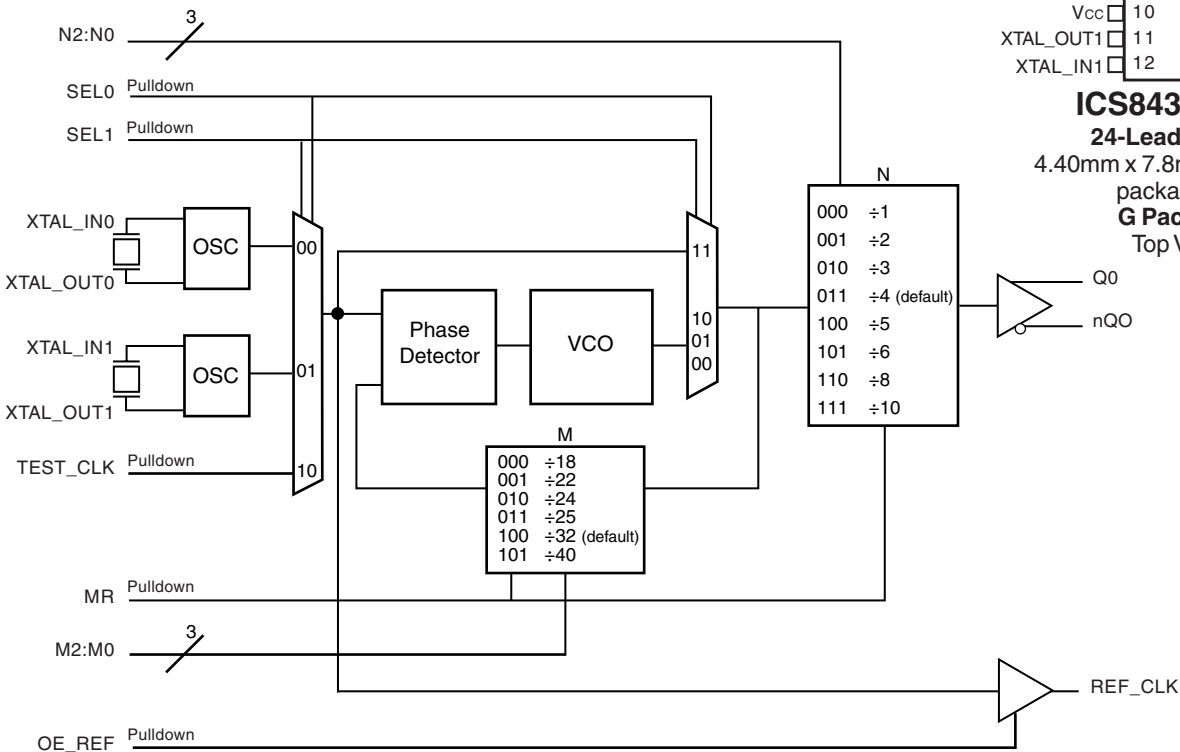 3
N2:N0
SEL0 Pulldown
SEL1 Pulldown
XTAL_IN0
OSC
XTAL_OUT0
XTAL_IN1
OSC
XTAL_OUT1
TEST_CLK Pulldown
00
01
10
Phase
Detector
VCO
11
10
01
00
M
000 ÷18
001 ÷22
010 ÷24
011 ÷25
100 ÷32 (default)
101 ÷40
N
000 ÷1
001 ÷2
010 ÷3
011 ÷4 (default)
100 ÷5
101 ÷6
110 ÷8
111 ÷10
Q0
nQO
MR Pulldown
3
M2:M0
REF_CLK
OE_REF Pulldown
VCC 10
XTAL_OUT1 11
XTAL_IN1 12
ICS843
24-Lead
4.40mm x 7.8
packa
G Pac
Top V